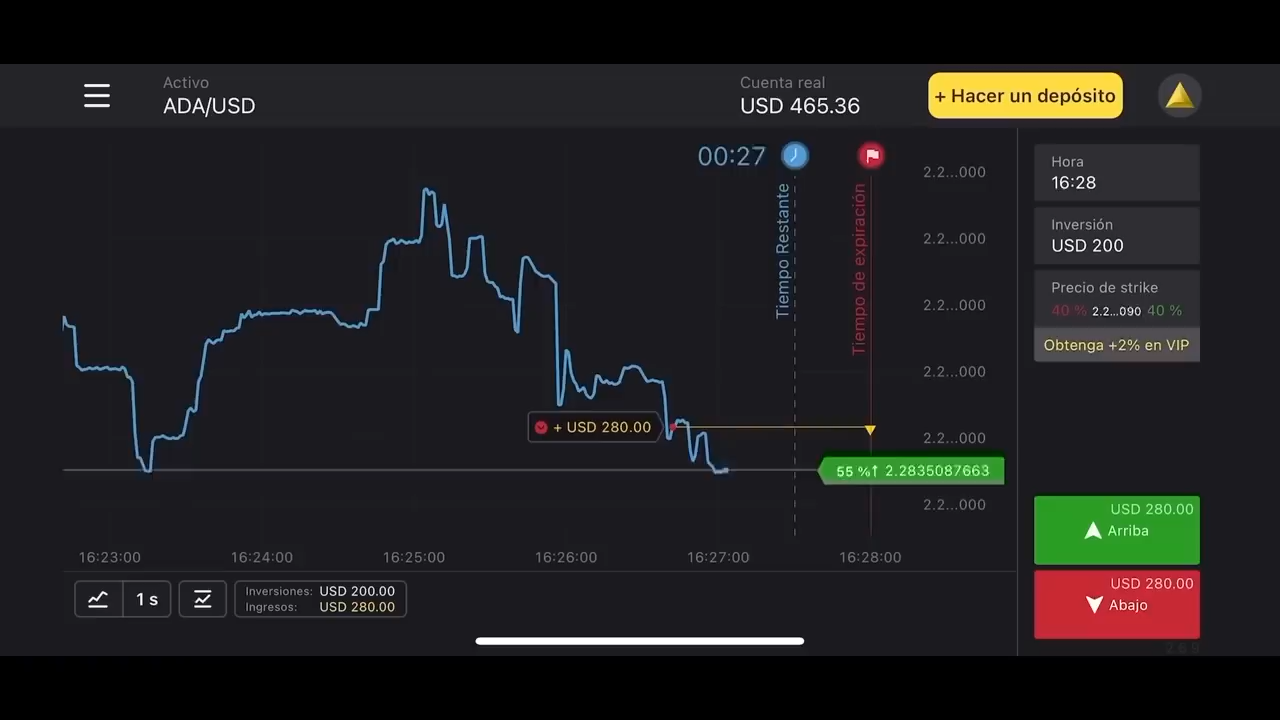 Activo
ADA/USD
Cuenta real
USD 465.36
+ Hacer un depósito
00:27
Tiempo Restante
Tiempo de expiración
2.2...000
2.2...000
2.2...000
2.2...000
2.2...000
2.2...000
+ USD 280.00
55 %↑ 2.2835087663
16:23:00
16:24:00
16:25:00
16:26:00
16:27:00
16:28:00
1 s
Inversiones: USD 200.00
Ingresos: USD 280.00
Hora
16:28
Inversión
USD 200
Precio de strike
40 % 2.2...090 40 %
Obtenga +2% en VIP
USD 280.00
Arriba
USD 280.00
Abajo